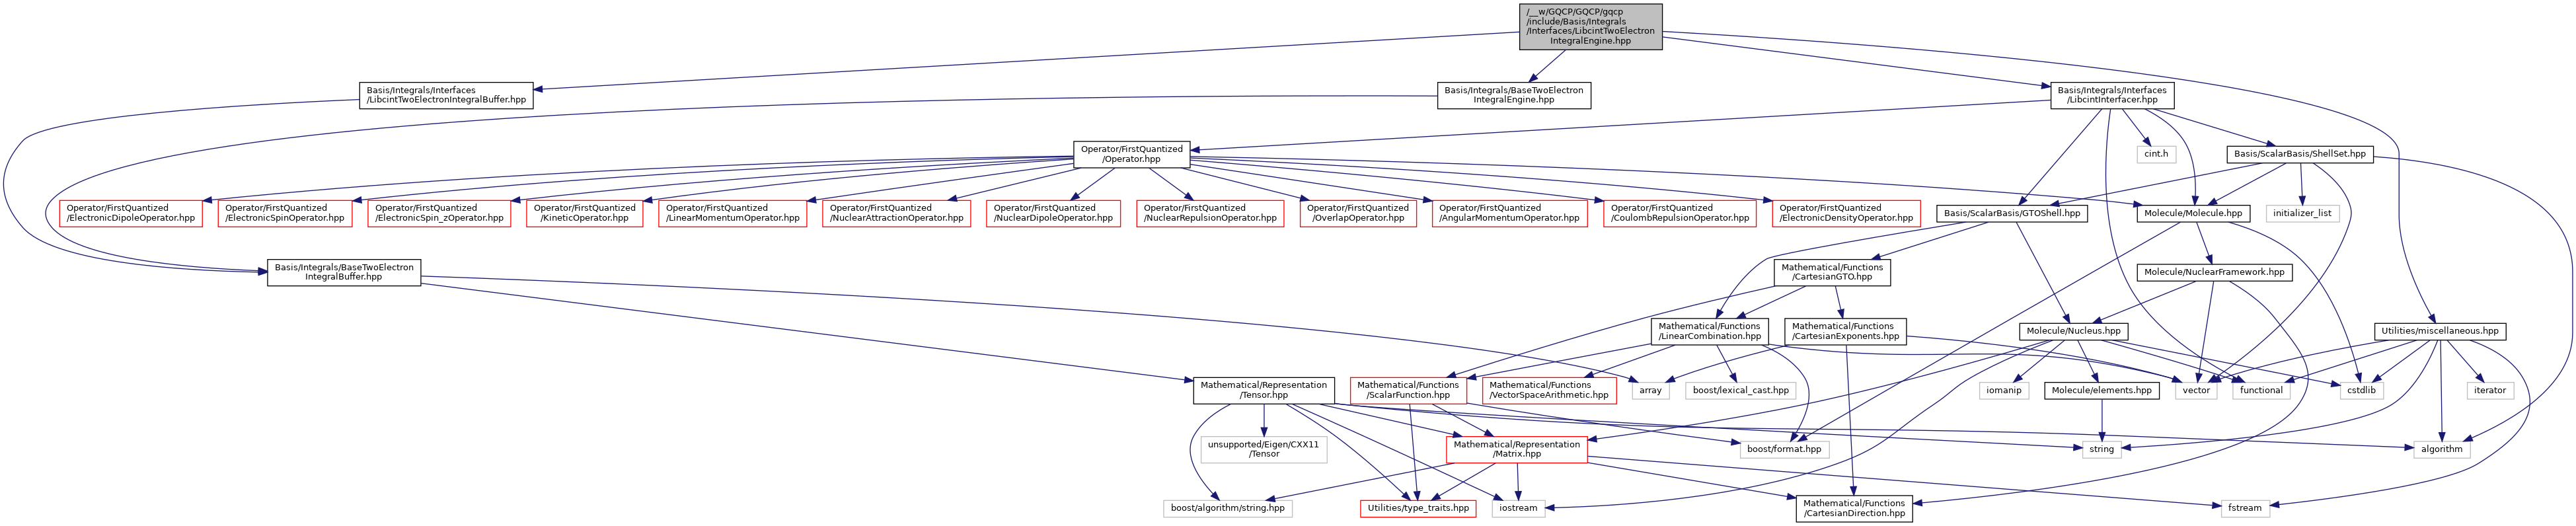 /__w/GQCP/GQCP/gqcp
/include/Basis/Integrals
/Interfaces/LibcintTwoElectron
IntegralEngine.hpp
Basis/Integrals/Interfaces
/LibcintTwoElectronIntegralBuffer.hpp
Basis/Integrals/BaseTwoElectron
IntegralEngine.hpp
Basis/Integrals/Interfaces
/LibcintInterfacer.hpp
Operator/FirstQuantized
/Operator.hpp
cint.h
Basis/ScalarBasis/ShellSet.hpp
Operator/FirstQuantized
/ElectronicDipoleOperator.hpp
Operator/FirstQuantized
/ElectronicSpinOperator.hpp
Operator/FirstQuantized
/ElectronicSpin_zOperator.hpp
Operator/FirstQuantized
/KineticOperator.hpp
Operator/FirstQuantized
/LinearMomentumOperator.hpp
Operator/FirstQuantized
/NuclearAttractionOperator.hpp
Operator/FirstQuantized
/NuclearDipoleOperator.hpp
Operator/FirstQuantized
/NuclearRepulsionOperator.hpp
Operator/FirstQuantized
/OverlapOperator.hpp
Operator/FirstQuantized
/AngularMomentumOperator.hpp
Operator/FirstQuantized
/CoulombRepulsionOperator.hpp
Operator/FirstQuantized
/ElectronicDensityOperator.hpp
Basis/ScalarBasis/GTOShell.hpp
Molecule/Molecule.hpp
initializer_list
Basis/Integrals/BaseTwoElectron
IntegralBuffer.hpp
Mathematical/Functions
/CartesianGTO.hpp
Molecule/NuclearFramework.hpp
Mathematical/Functions
/LinearCombination.hpp
Mathematical/Functions
/CartesianExponents.hpp
Molecule/Nucleus.hpp
Utilities/miscellaneous.hpp
Mathematical/Representation
/Tensor.hpp
Mathematical/Functions
/ScalarFunction.hpp
Mathematical/Functions
/VectorSpaceArithmetic.hpp
array
boost/lexical_cast.hpp
iomanip
Molecule/elements.hpp
vector
functional
cstdlib
iterator
unsupported/Eigen/CXX11
/Tensor
Mathematical/Representation
/Matrix.hpp
boost/format.hpp
string
algorithm
boost/algorithm/string.hpp
Utilities/type_traits.hpp
iostream
Mathematical/Functions
/CartesianDirection.hpp
fstream